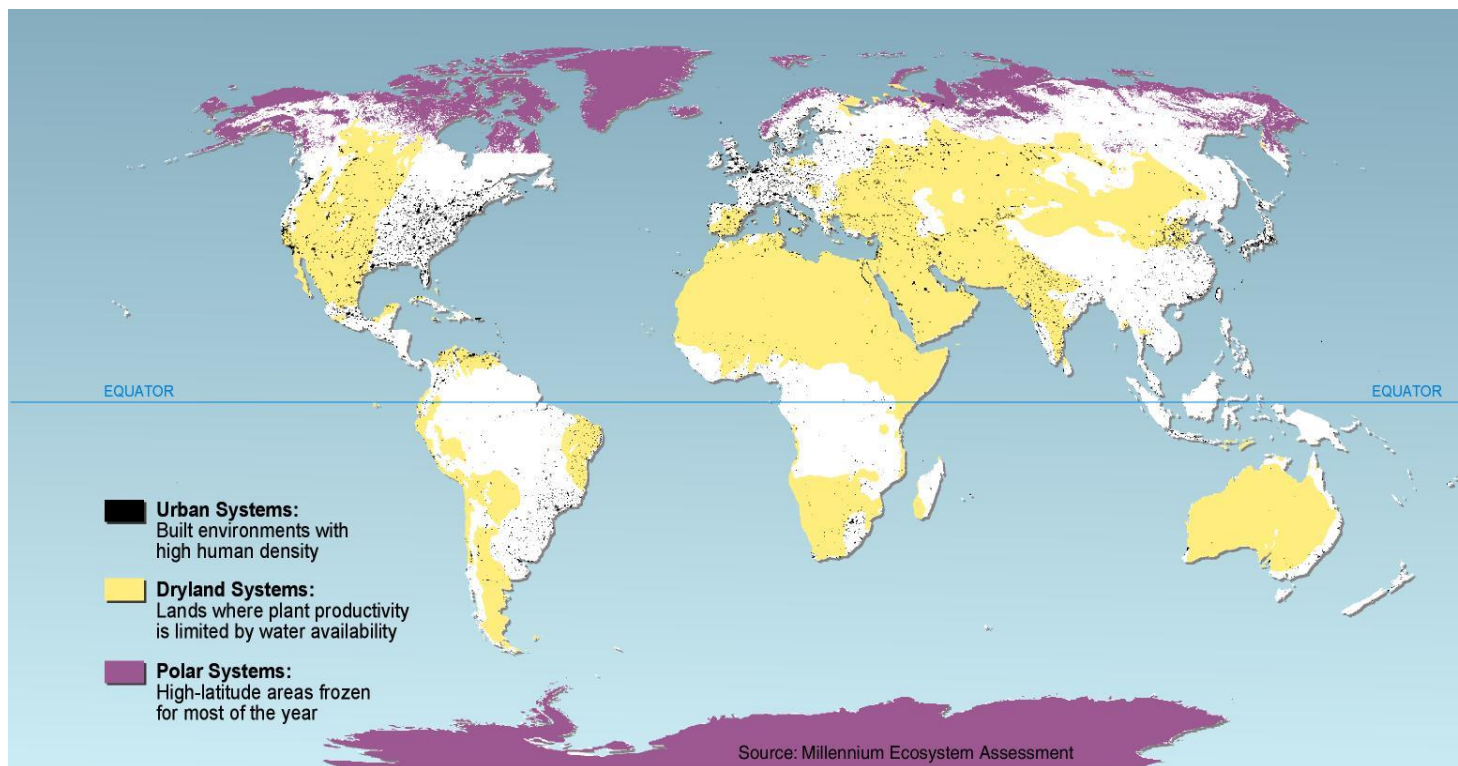 EQUATOR
EQUATOR
Urban Systems:
Built environments with
high human density
Dryland Systems:
Lands where plant productivity
is limited by water availability
Polar Systems:
High-latitude areas frozen
for most of the year
Source: Millennium Ecosystem Assessment